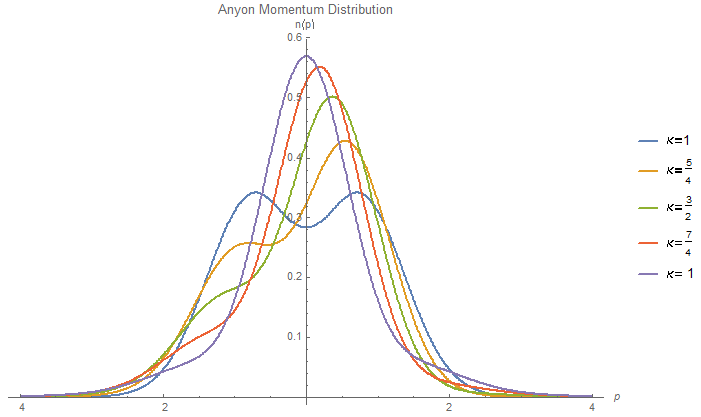 Anyon Momentum Distribution
n(p)
0.6
0.5
0.4
0.3
0.2
0.1
4
2
2
4
p
κ=1
κ=5/4
κ=3/2
κ=7/4
κ= 1